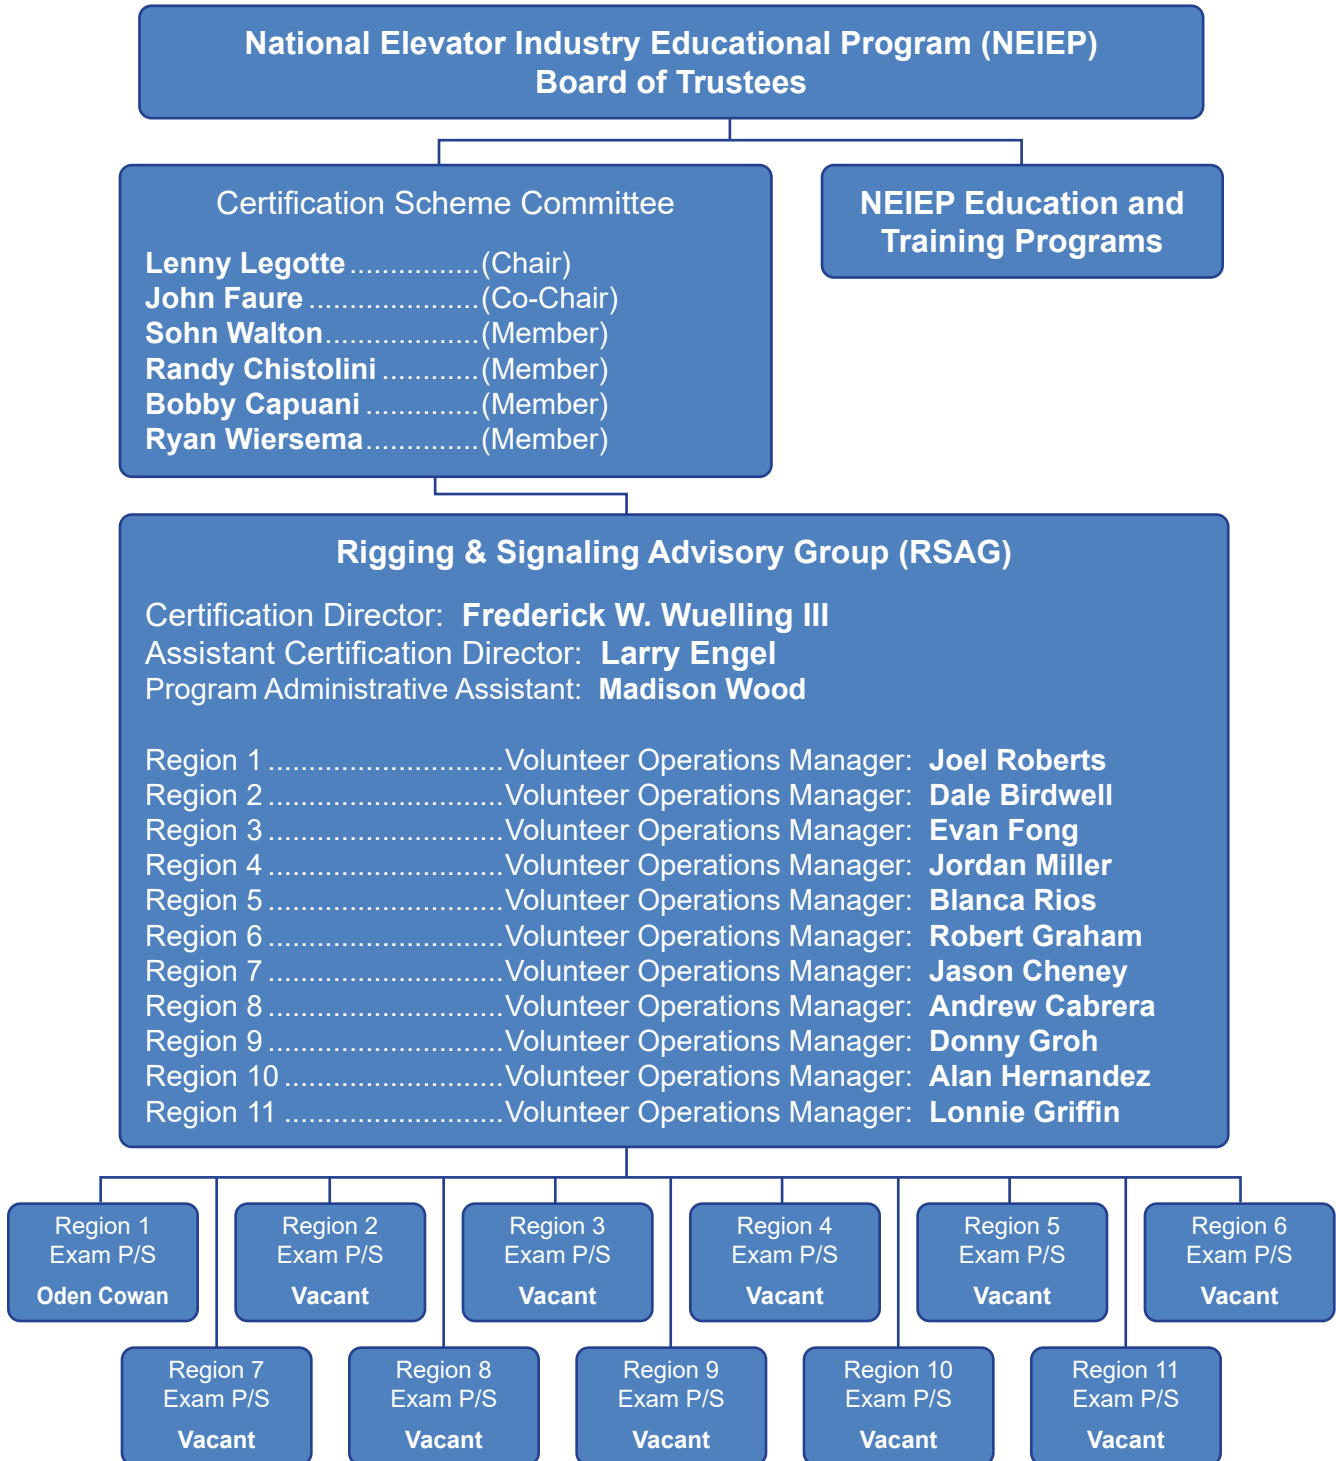 National Elevator Industry Educational Program (NEIEP)
Board of Trustees
Certification Scheme Committee
Lenny Legotte ................(Chair)
John Faure .....................(Co-Chair)
Sohn Walton...................(Member)
Randy Chistolini ............(Member)
Bobby Capuani ..............(Member)
Ryan Wiersema..............(Member)
NEIEP Education and
Training Programs
Rigging & Signaling Advisory Group (RSAG)
Certification Director: Frederick W. Wuelling III
Assistant Certification Director: Larry Engel
Program Administrative Assistant: Madison Wood
Region 1 .............................Volunteer Operations Manager: Joel Roberts
Region 2 .............................Volunteer Operations Manager: Dale Birdwell
Region 3 .............................Volunteer Operations Manager: Evan Fong
Region 4 .............................Volunteer Operations Manager: Jordan Miller
Region 5 .............................Volunteer Operations Manager: Blanca Rios
Region 6 .............................Volunteer Operations Manager: Robert Graham
Region 7 .............................Volunteer Operations Manager: Jason Cheney
Region 8 .............................Volunteer Operations Manager: Andrew Cabrera
Region 9 .............................Volunteer Operations Manager: Donny Groh
Region 10 ...........................Volunteer Operations Manager: Alan Hernandez
Region 11 ...........................Volunteer Operations Manager: Lonnie Griffin
Region 1
Exam P/S
Oden Cowan
Region 2
Exam P/S
Vacant
Region 3
Exam P/S
Vacant
Region 4
Exam P/S
Vacant
Region 5
Exam P/S
Vacant
Region 6
Exam P/S
Vacant
Region 7
Exam P/S
Vacant
Region 8
Exam P/S
Vacant
Region 9
Exam P/S
Vacant
Region 10
Exam P/S
Vacant
Region 11
Exam P/S
Vacant